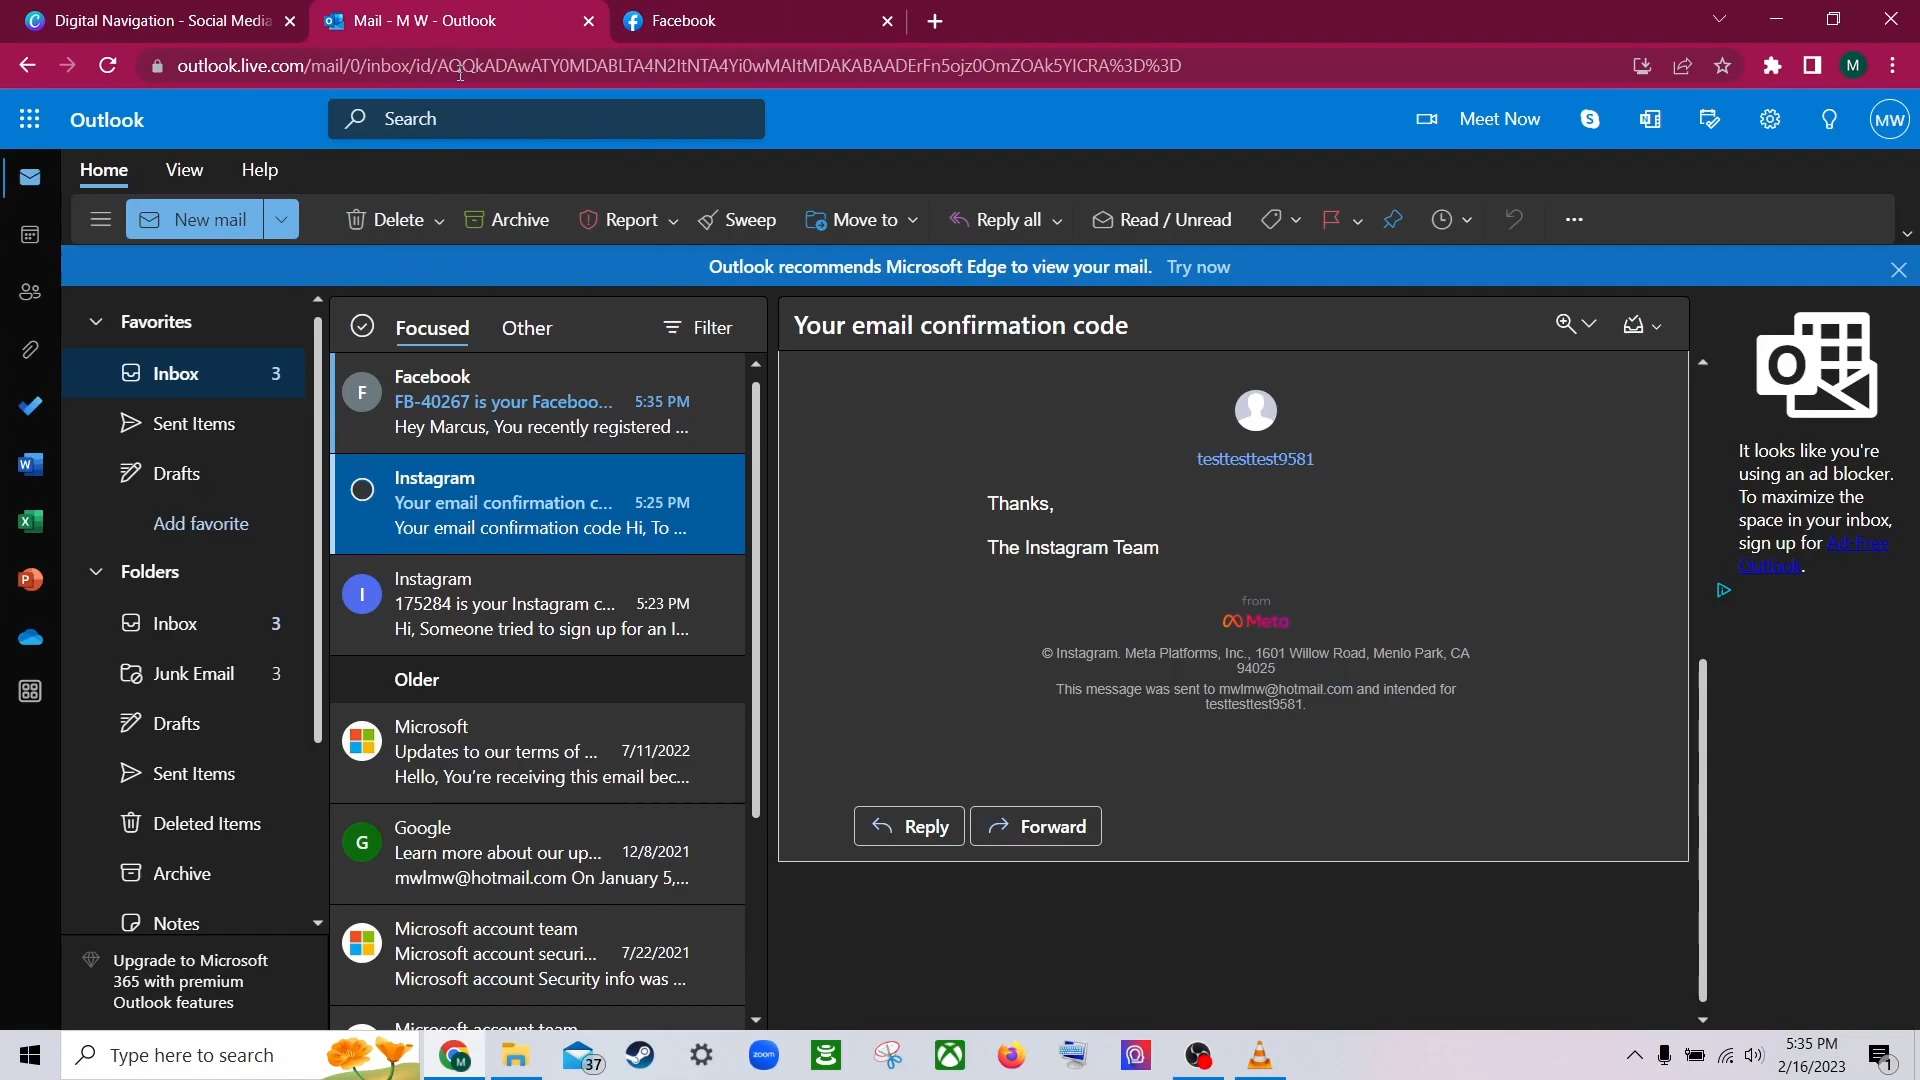 Digital Navigation - Social Media
Mail - M W - Outlook
Facebook
outlook.live.com/mail/0/inbox/id/AQQkADAwATY0MDABLTA4N2ItNTA4Yi0wMAItMDAKABAADErFn5ojz0OmZOAk5YICRA%3D%3D
M
Outlook
Search
Meet Now
MW
Home
View
Help
New mail
Delete
Archive
Report
Sweep
Move to
Reply all
Read / Unread
Outlook recommends Microsoft Edge to view your mail. Try now
Favorites
Inbox 3
Sent Items
Drafts
Add favorite
Folders
Inbox 3
Junk Email 3
Drafts
Sent Items
Deleted Items
Archive
Notes
Upgrade to Microsoft
365 with premium
Outlook features
Focused
Other
Filter
F
Facebook
FB-40267 is your Faceboo... 5:35 PM
Hey Marcus, You recently registered ...
Instagram
Your email confirmation c... 5:25 PM
Your email confirmation code Hi, To ...
I
Instagram
175284 is your Instagram c... 5:23 PM
Hi, Someone tried to sign up for an I...
Older
Microsoft
Updates to our terms of ... 7/11/2022
Hello, You're receiving this email bec...
G
Google
Learn more about our up... 12/8/2021
mwlmw@hotmail.com On January 5,...
Microsoft account team
Microsoft account securi... 7/22/2021
Microsoft account Security info was ...
Microsoft account team
Your email confirmation code
testtesttest9581
Thanks,
The Instagram Team
from
Meta
© Instagram. Meta Platforms, Inc., 1601 Willow Road, Menlo Park, CA
94025
This message was sent to mwlmw@hotmail.com and intended for
testtesttest9581.
Reply
Forward
It looks like you're
using an ad blocker.
To maximize the
space in your inbox,
sign up for Ad-Free
Outlook.
Type here to search
M
37
zoom
5:35 PM
2/16/2023
1